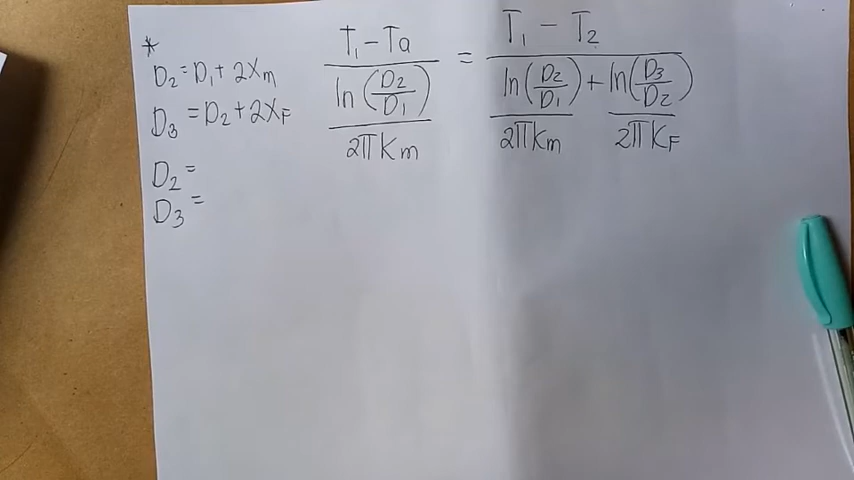 *
D₂ = D₁ + 2Xm
D₃ = D₂ + 2XF
D₂ =
D₃ =
T₁ - Ta = T₁ - T₂
ln(D₂/D₁) ln(D₂/D₁) + ln(D₃/D₂)
2πKm 2πKm 2πKF